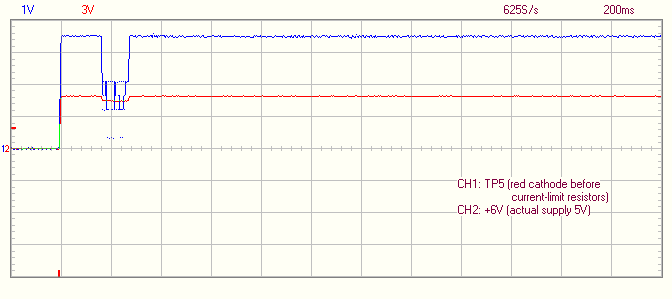 1V 3V 625S/s 200ms
12
CH1: TP5 (red cathode before
current-limit resistors)
CH2: +6V (actual supply 5V)